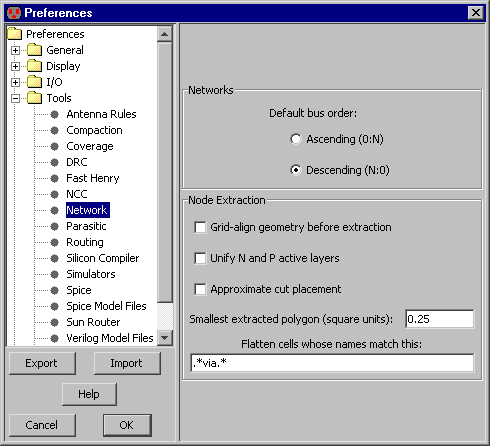 Preferences
Preferences
General
Display
I/O
Tools
Antenna Rules
Compaction
Coverage
DRC
Fast Henry
NCC
Network
Parasitic
Routing
Silicon Compiler
Simulators
Spice
Spice Model Files
Sun Router
Verilog Model Files
Export
Import
Help
Cancel
OK
Networks
Default bus order:
Ascending (0:N)
Descending (N:0)
Node Extraction
Grid-align geometry before extraction
Unify N and P active layers
Approximate cut placement
Smallest extracted polygon (square units): 0.25
Flatten cells whose names match this:
.*via.*